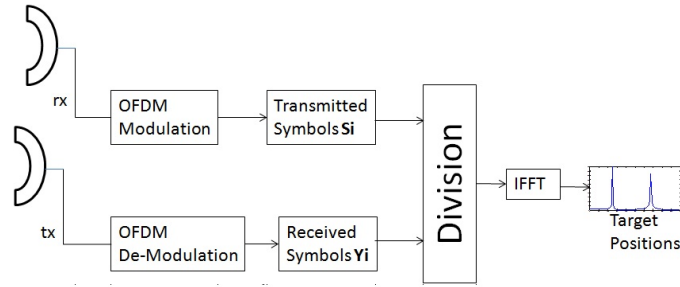 rx
OFDM
Modulation
Transmitted
Symbols Si
Division
IFFT
Target
Positions
tx
OFDM
De-Modulation
Received
Symbols Yi